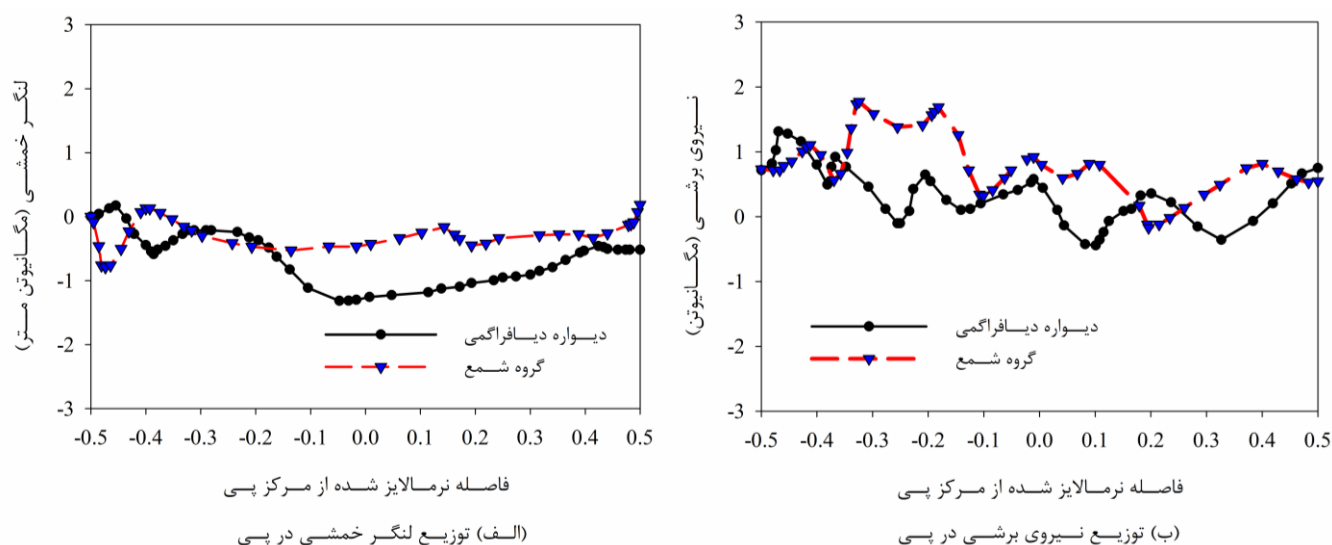 لنگر خمشی (مگانیوتن متر)
3
2
1
0
-1
-2
-3
دیواره دیافراگمی
گروه شمع
-0.5 -0.4 -0.3 -0.2 -0.1 0.0 0.1 0.2 0.3 0.4 0.5
فاصله نرمالایز شده از مرکز پی
(الف) توزیع لنگر خمشی در پی
نیروی برشی (مگانیوتن)
3
2
1
0
-1
-2
-3
دیواره دیافراگمی
گروه شمع
-0.5 -0.4 -0.3 -0.2 -0.1 0.0 0.1 0.2 0.3 0.4 0.5
فاصله نرمالایز شده از مرکز پی
(ب) توزیع نیروی برشی در پی